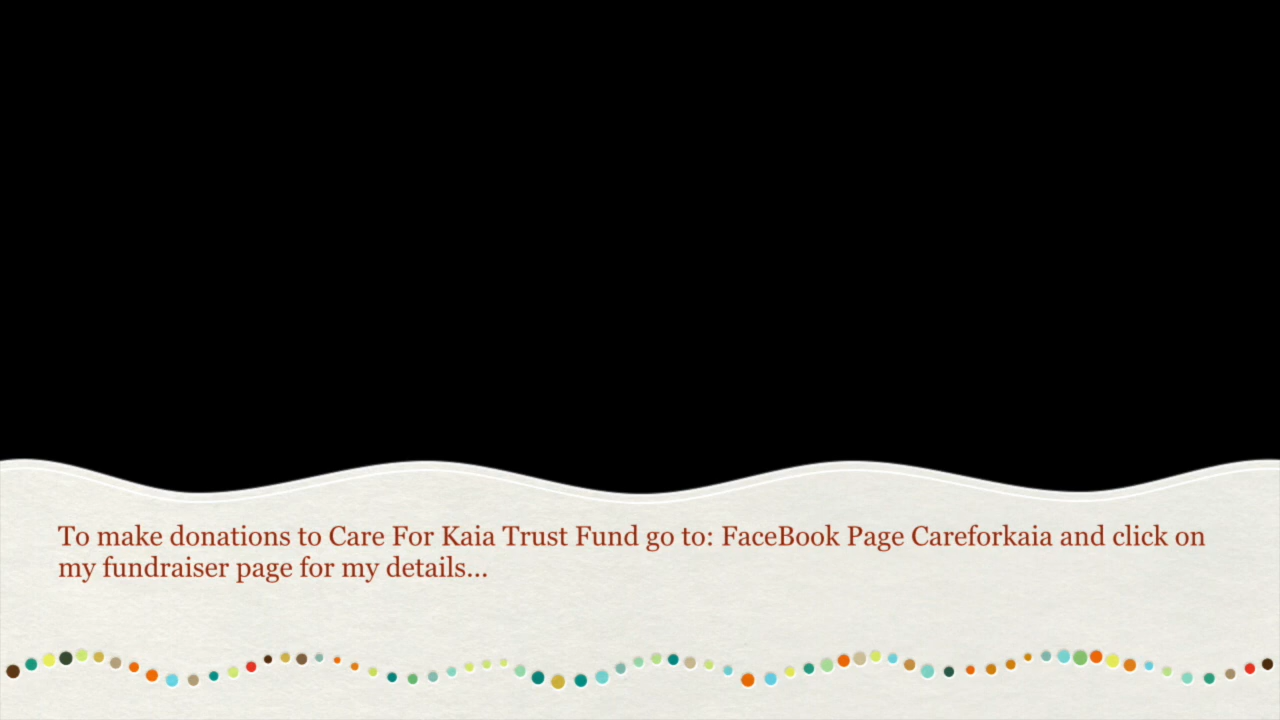 To make donations to Care For Kaia Trust Fund go to: FaceBook Page Careforkaia and click on
my fundraiser page for my details...